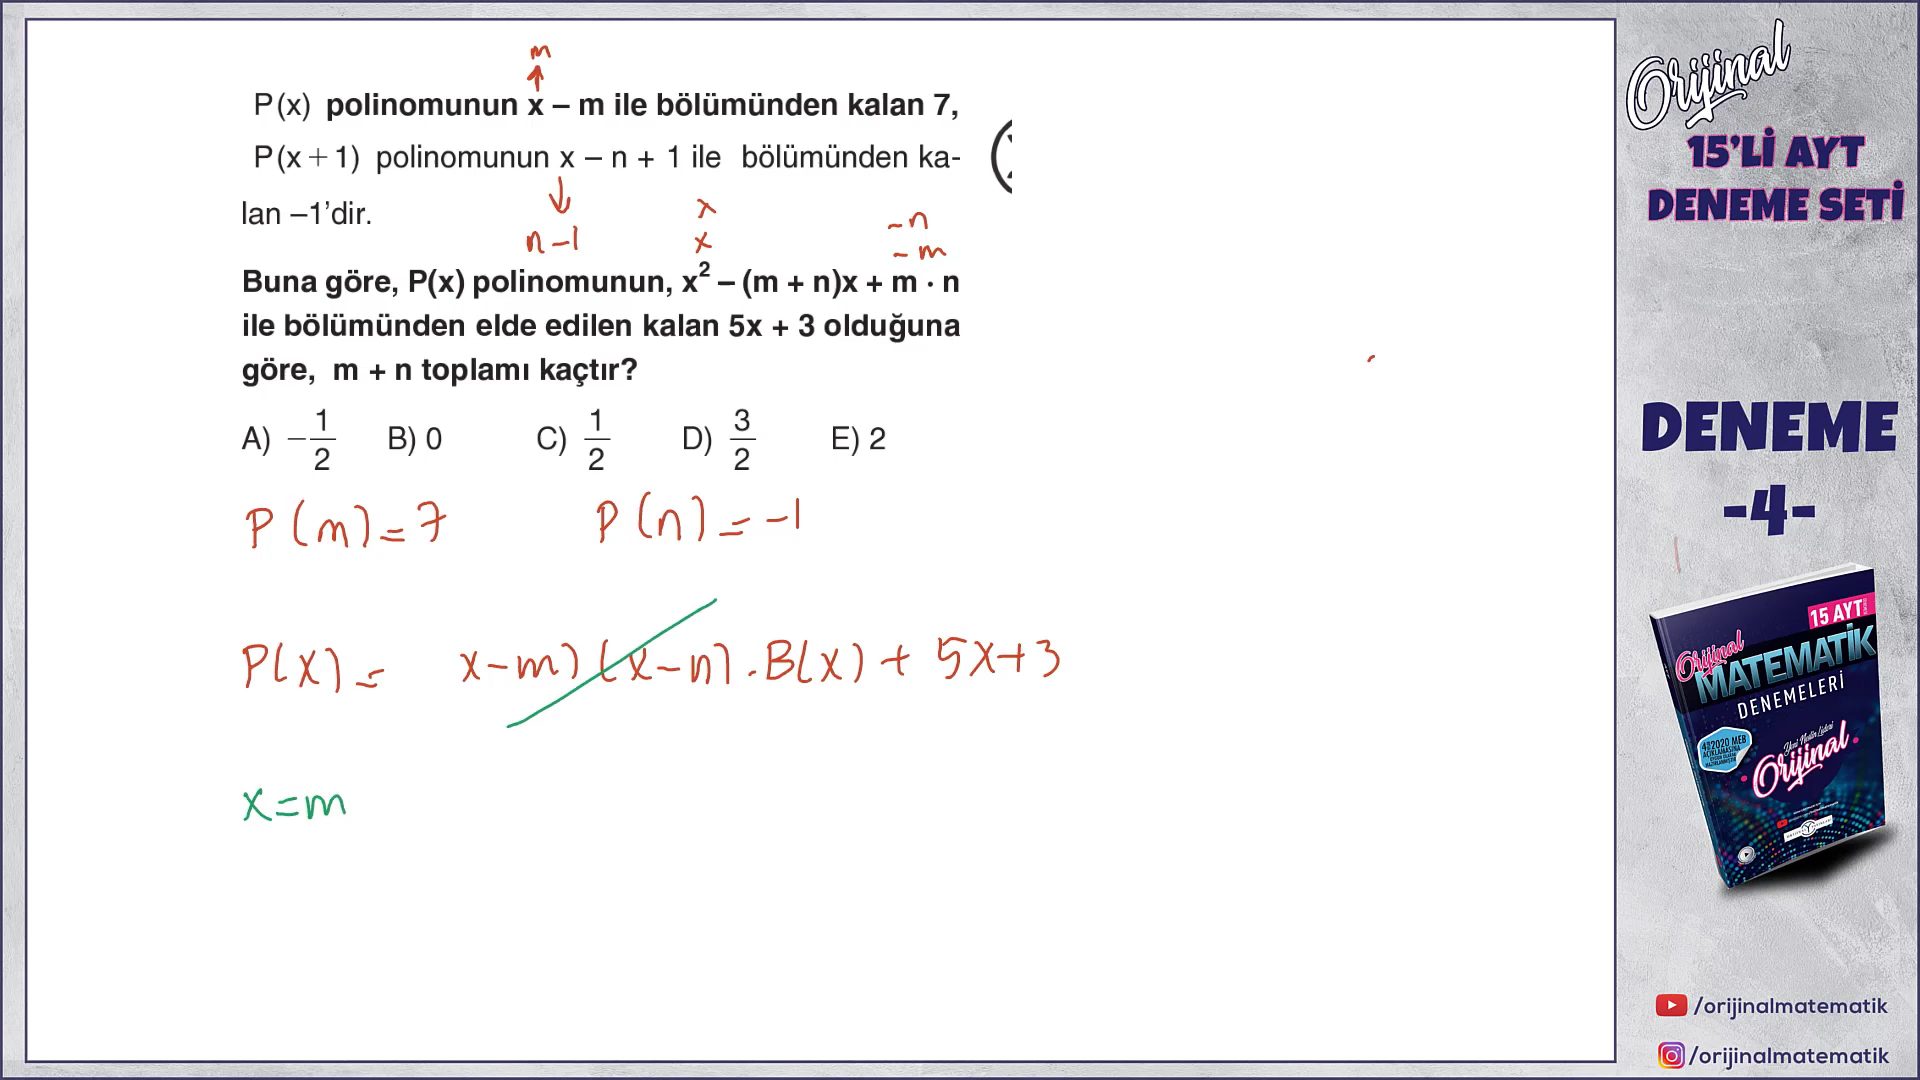 m
P(x) polinomunun x – m ile bölümünden kalan 7,
P(x + 1) polinomunun x – n + 1 ile bölümünden ka-
lan –1’dir.
n-1
x
x
-n
-m
Buna göre, P(x) polinomunun, x² – (m + n)x + m · n
ile bölümünden elde edilen kalan 5x + 3 olduğuna
göre, m + n toplamı kaçtır?
A) –1/2 B) 0 C) 1/2 D) 3/2 E) 2
P(m)=7 P(n)=-1
P(x)= x-m)(x-n).B(x)+5x+3
x=m
Orijinal
15’Lİ AYT
DENEME SETİ
DENEME
-4-
15 AYT
Orijinal
MATEMATİK
DENEMELERİ
Orijinal
/orijinalmatematik
/orijinalmatematik